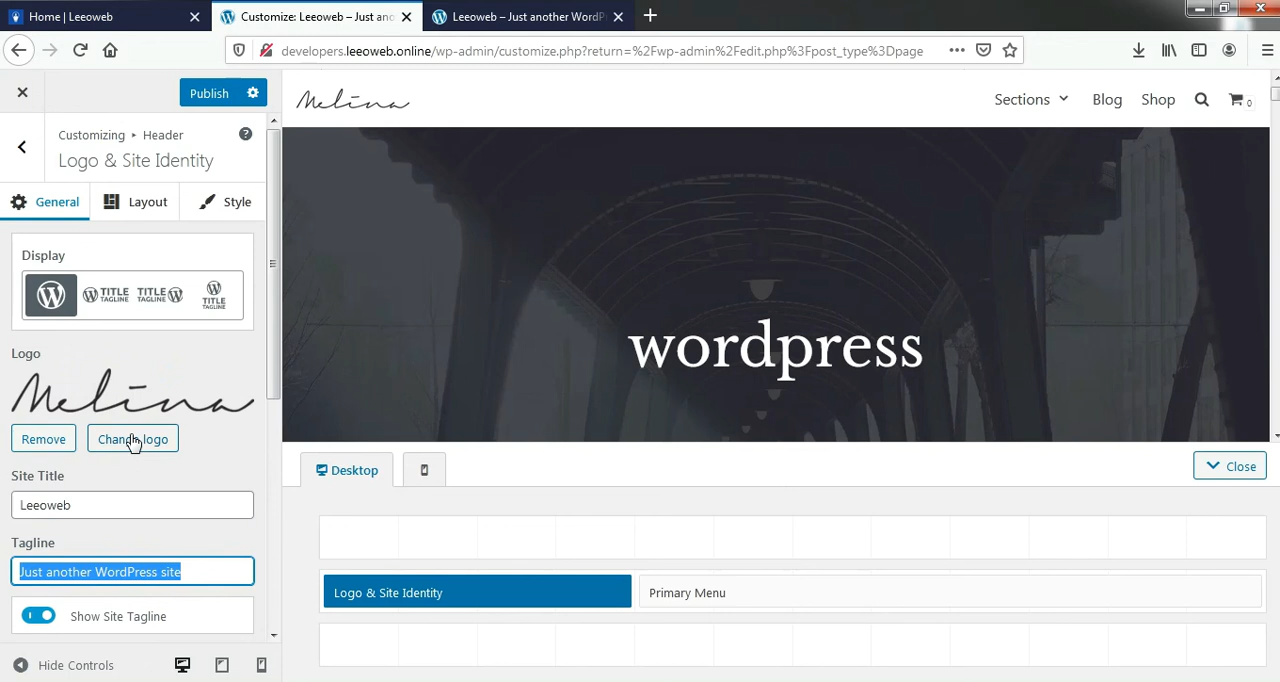 Home | Leeoweb
Customize: Leeoweb – Just ano
Leeoweb – Just another WordPr
developers.leeoweb.online/wp-admin/customize.php?return=%2Fwp-admin%2Fedit.php%3Fpost_type%3Dpage
Publish
Customizing ▸ Header
Logo & Site Identity
General
Layout
Style
Display
TITLE
TAGLINE
TITLE
TAGLINE
TITLE
TAGLINE
Logo
Melina
Remove
Change logo
Site Title
Leeoweb
Tagline
Just another WordPress site
Show Site Tagline
Hide Controls
Melina
Sections
Blog
Shop
0
wordpress
Desktop
Close
Logo & Site Identity
Primary Menu